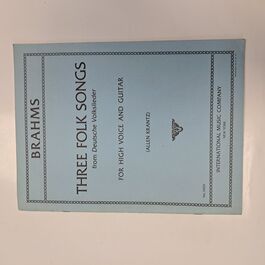 BRAHMS
THREE FOLK SONGS
from Deutsche Volkslieder
FOR HIGH VOICE AND GUITAR
(ALLEN KRANTZ)
INTERNATIONAL MUSIC COMPANY